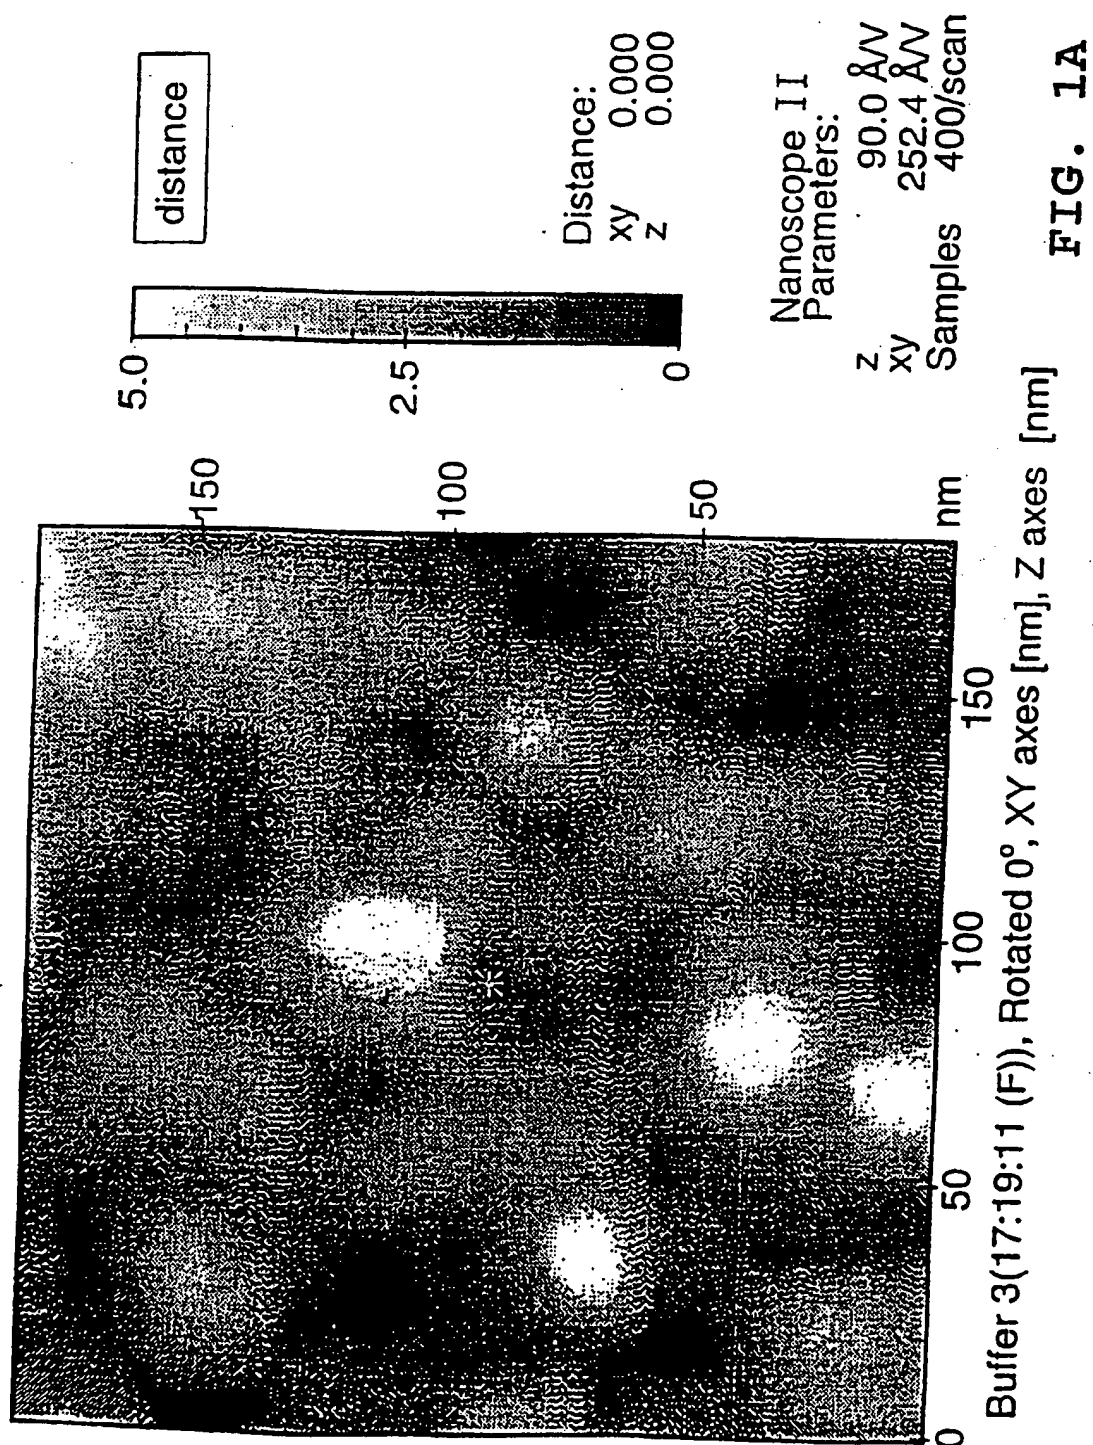 distance
5.0
2.5
0
Distance:
xy 0.000
z 0.000
Nanoscope II
Parameters:
z 90.0 Å/V
xy 252.4 Å/V
Samples 400/scan
150
100
50
nm
0
50
100
150
Buffer 3(17:19:11 (F)), Rotated 0°, XY axes [nm], Z axes [nm]
FIG. 1A